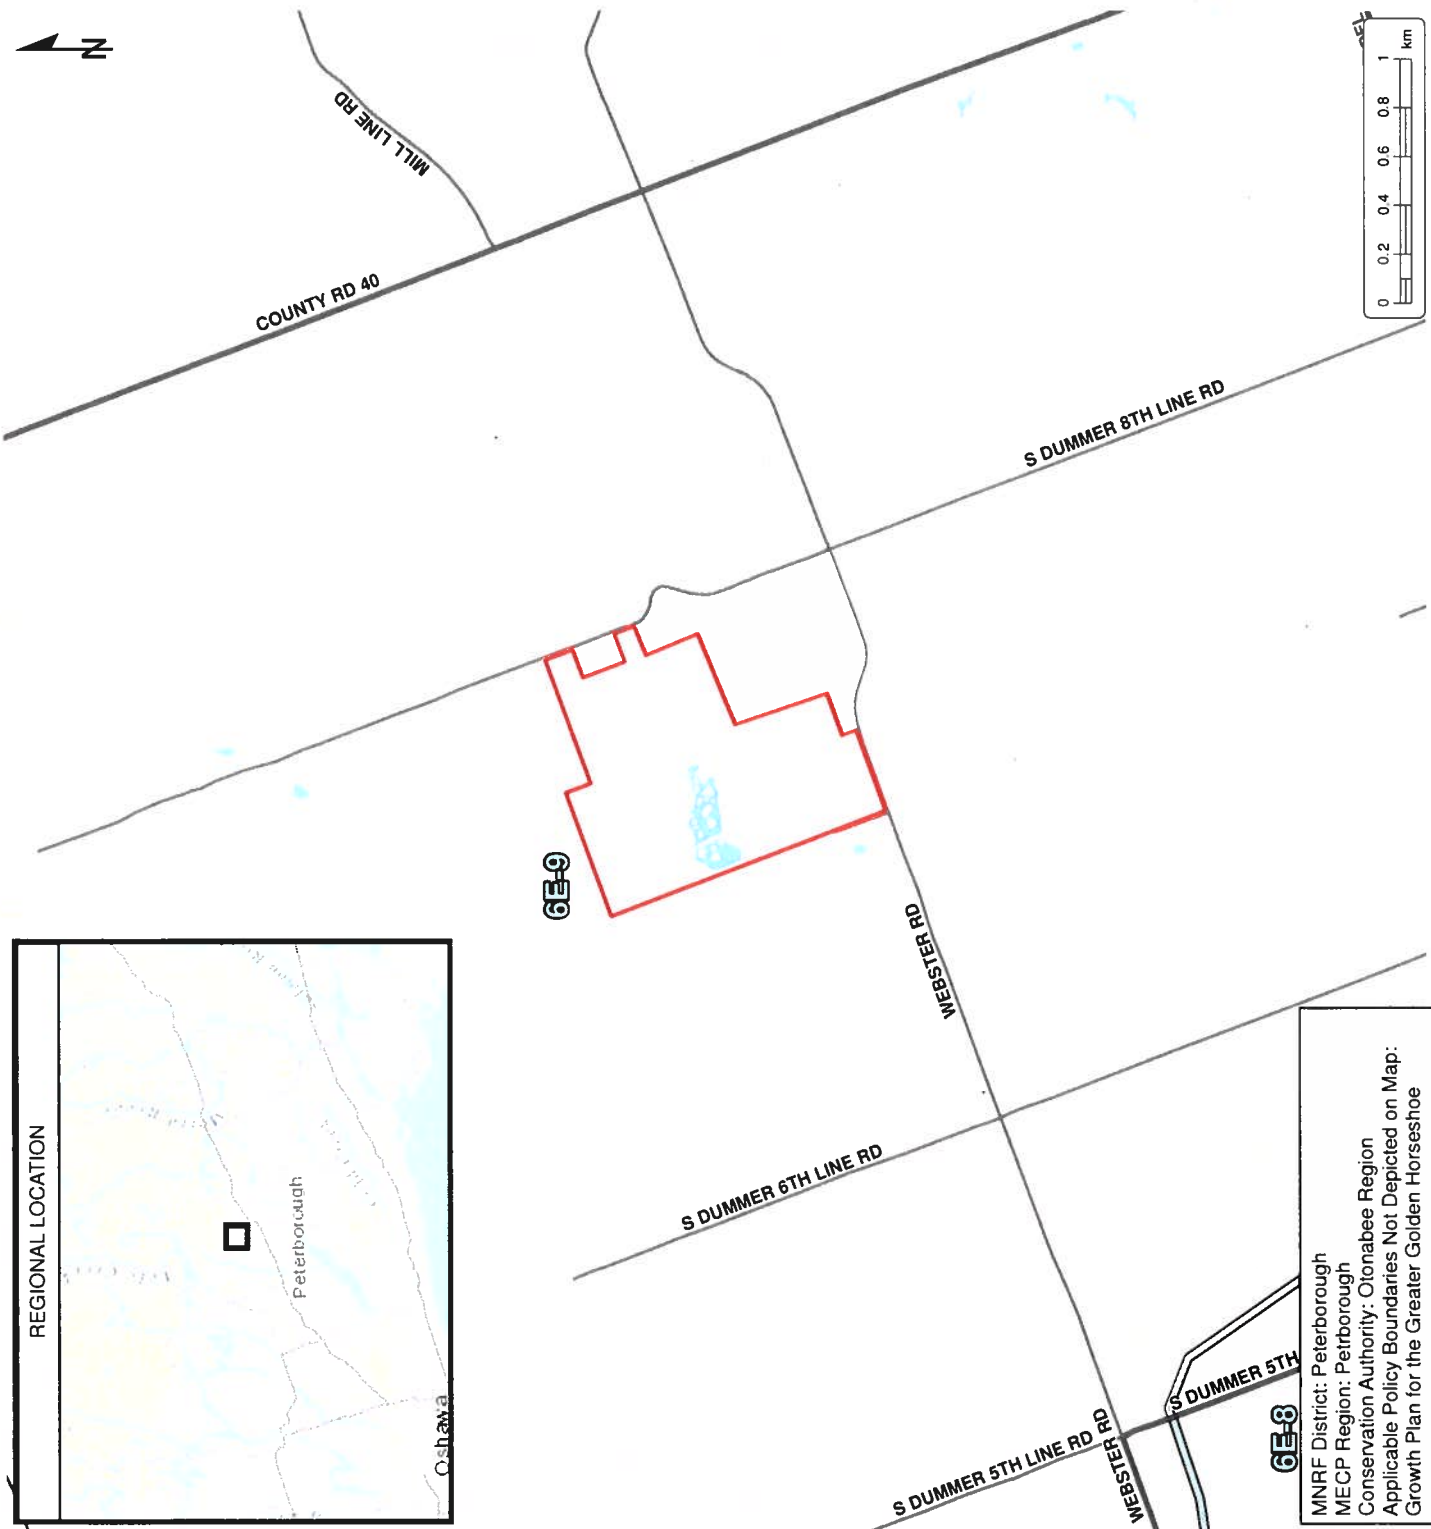 REGIONAL LOCATION
Peterborough
Oshawa
N
MILL LINE RD
COUNTY RD 40
S DUMMER 8TH LINE RD
6E-9
WEBSTER RD
S DUMMER 6TH LINE RD
S DUMMER 5TH LINE RD
WEBSTER RD
S DUMMER 5TH
6E-8
0 0.2 0.4 0.6 0.8 1
km
MNRF District: Peterborough
MECP Region: Petrborough
Conservation Authority: Otonabee Region
Applicable Policy Boundaries Not Depicted on Map:
Growth Plan for the Greater Golden Horseshoe